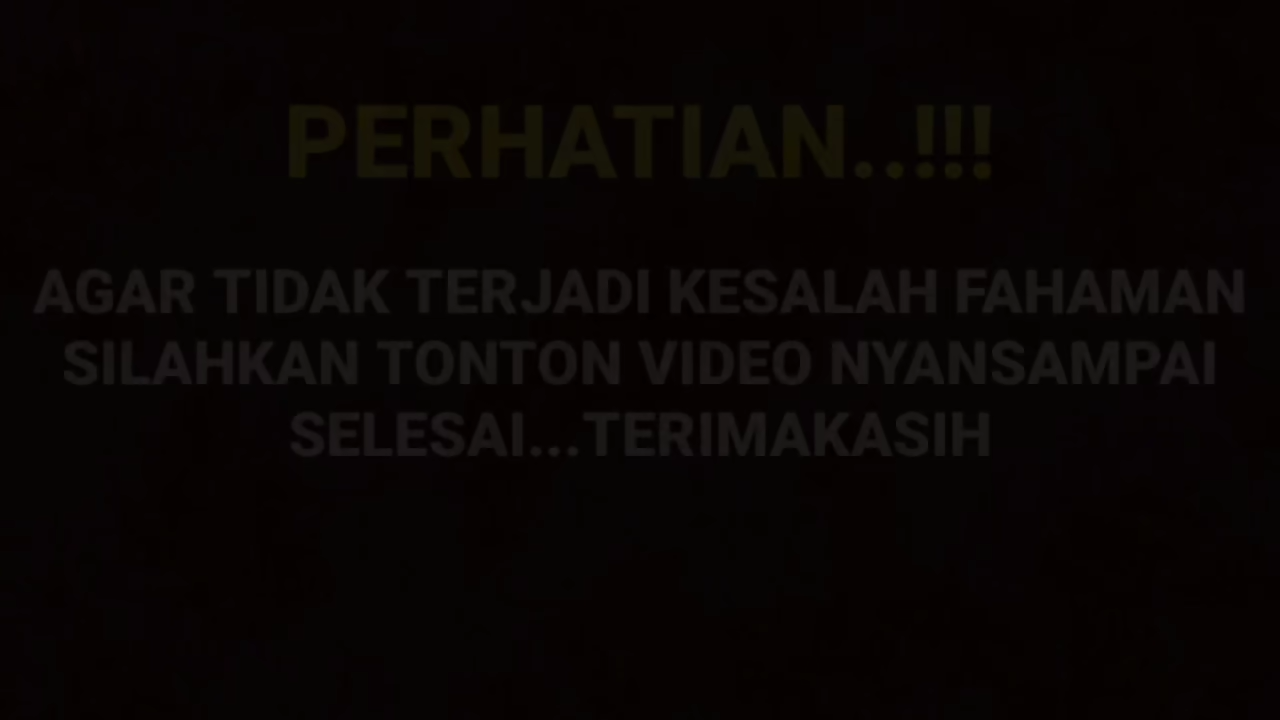 PERHATIAN..!!!
AGAR TIDAK TERJADI KESALAH FAHAMAN
SILAHKAN TONTON VIDEO NYANSAMPAI
SELESAI...TERIMAKASIH